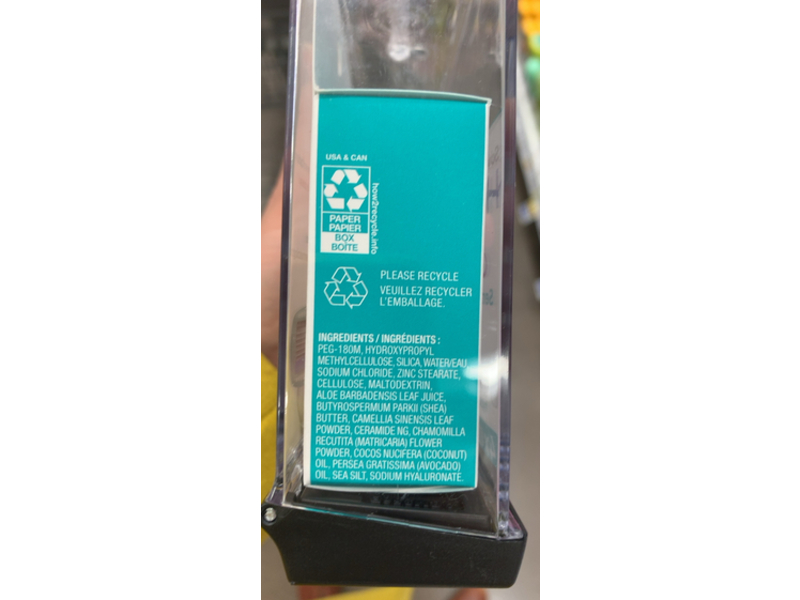 USA & CAN
how2recycle.info
PAPER
PAPIER
BOX
BOÎTE
PLEASE RECYCLE
VEUILLEZ RECYCLER
L'EMBALLAGE.
INGREDIENTS / INGRÉDIENTS :
PEG-180M, HYDROXYPROPYL
METHYLCELLULOSE, SILICA, WATER/EAU,
SODIUM CHLORIDE, ZINC STEARATE,
CELLULOSE, MALTODEXTRIN,
ALOE BARBADENSIS LEAF JUICE,
BUTYROSPERMUM PARKII (SHEA)
BUTTER, CAMELLIA SINENSIS LEAF
POWDER, CERAMIDE NG, CHAMOMILLA
RECUTITA (MATRICARIA) FLOWER
POWDER, COCOS NUCIFERA (COCONUT)
OIL, PERSEA GRATISSIMA (AVOCADO)
OIL, SEA SILT, SODIUM HYALURONATE.